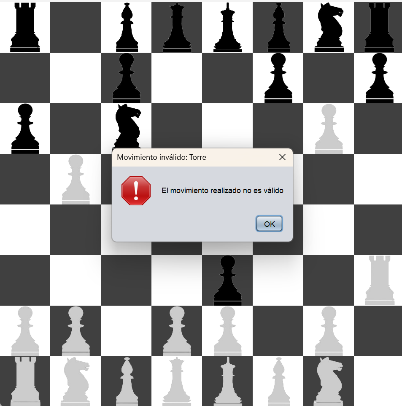 Movimiento inválido: Torre
El movimiento realizado no es válido
OK